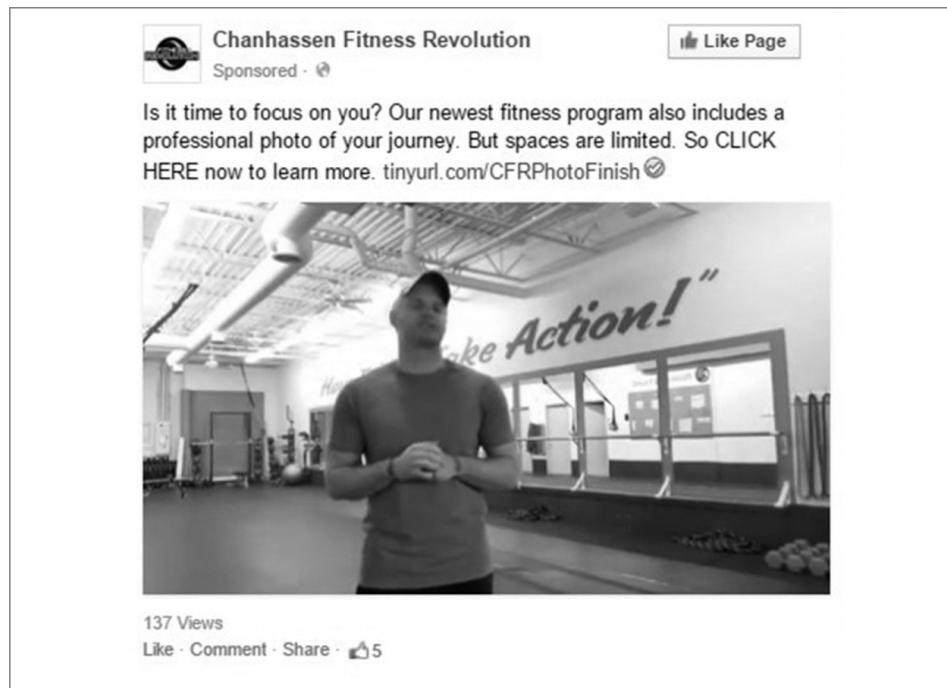 Chanhassen Fitness Revolution
Like Page
Sponsored ·
Is it time to focus on you? Our newest fitness program also includes a
professional photo of your journey. But spaces are limited. So CLICK
HERE now to learn more. tinyurl.com/CFRPhotoFinish
Take Action!"
137 Views
Like · Comment · Share · 5